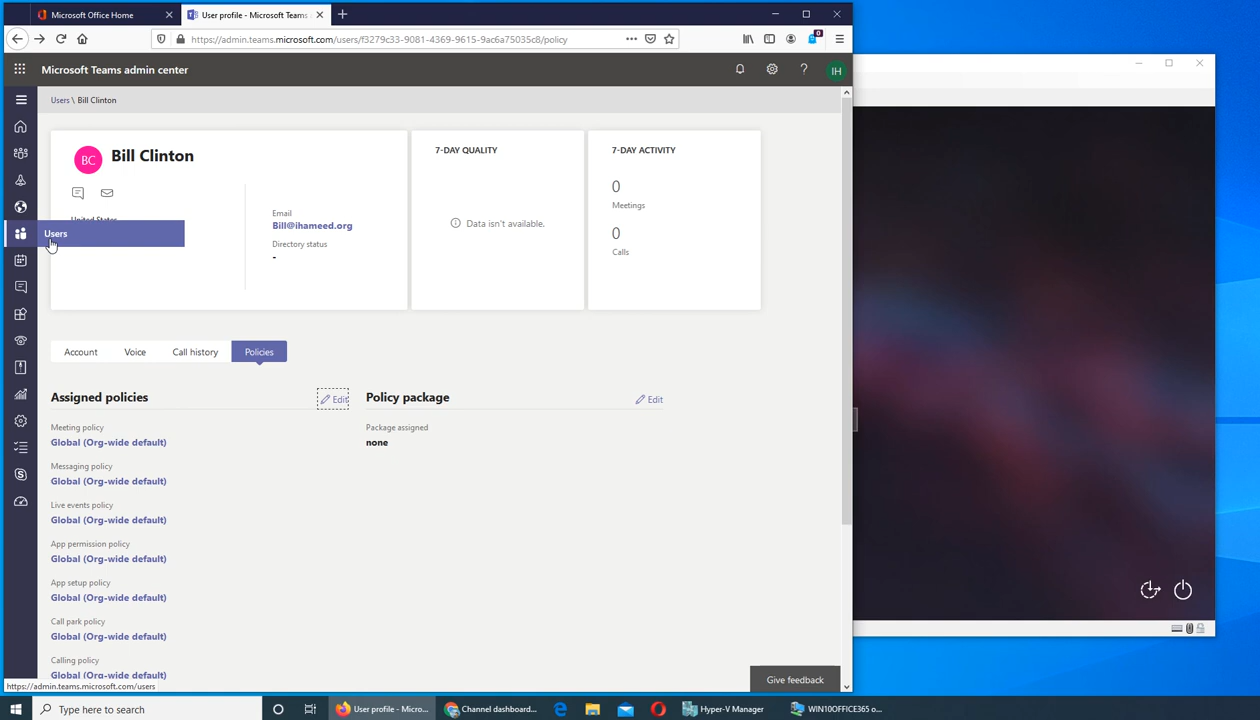 Microsoft Office Home
User profile - Microsoft Teams
https://admin.teams.microsoft.com/users/f3279c33-9081-4369-9615-9ac6a75035c8/policy
0
Microsoft Teams admin center
IH
Users \ Bill Clinton
BC
Bill Clinton
United States
Email
Bill@ihameed.org
Directory status
-
7-DAY QUALITY
Data isn't available.
7-DAY ACTIVITY
0
Meetings
0
Calls
Users
Account
Voice
Call history
Policies
Assigned policies
Edit
Policy package
Edit
Meeting policy
Global (Org-wide default)
Package assigned
none
Messaging policy
Global (Org-wide default)
Live events policy
Global (Org-wide default)
App permission policy
Global (Org-wide default)
App setup policy
Global (Org-wide default)
Call park policy
Global (Org-wide default)
Calling policy
Global (Org-wide default)
Give feedback
https://admin.teams.microsoft.com/users
Type here to search
User profile - Micro...
Channel dashboard...
Hyper-V Manager
WIN10OFFICE365 o...